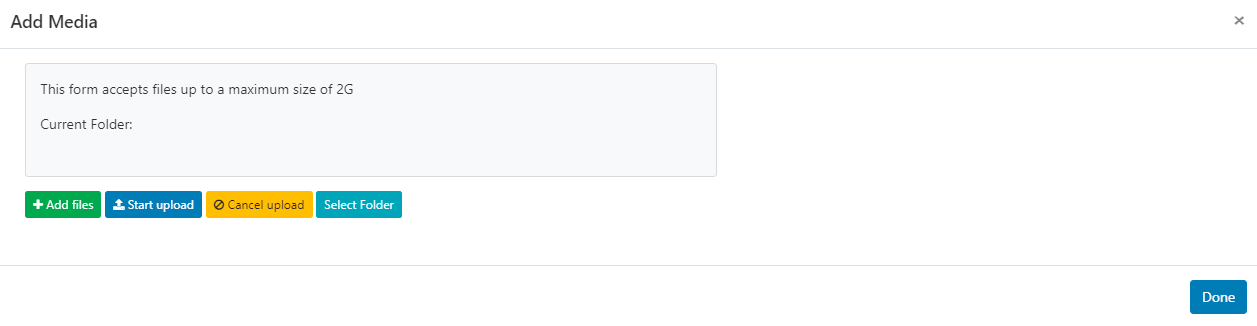 Add Media
×
This form accepts files up to a maximum size of 2G
Current Folder:
Add files Start upload Cancel upload Select Folder
Done